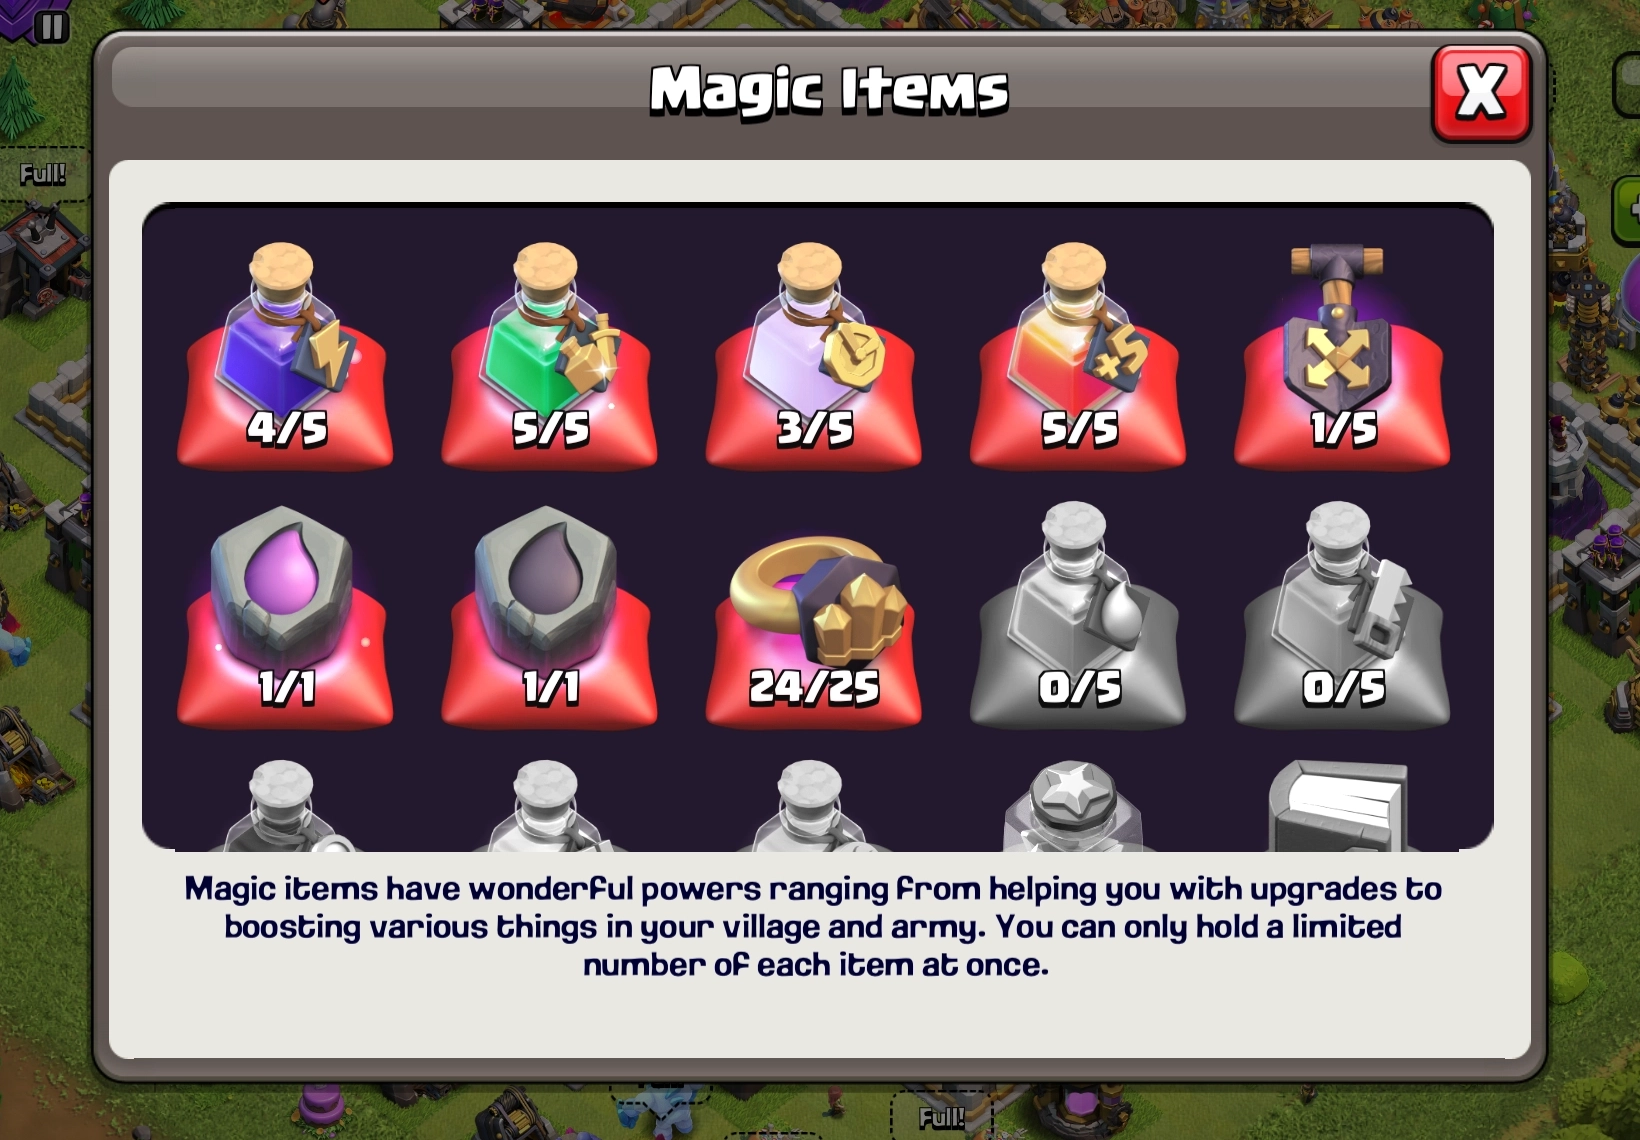 Magic Items
X
Full!
4/5
5/5
3/5
5/5
1/5
1/1
1/1
24/25
0/5
0/5
Magic items have wonderful powers ranging from helping you with upgrades to
boosting various things in your village and army. You can only hold a limited
number of each item at once.
Full!